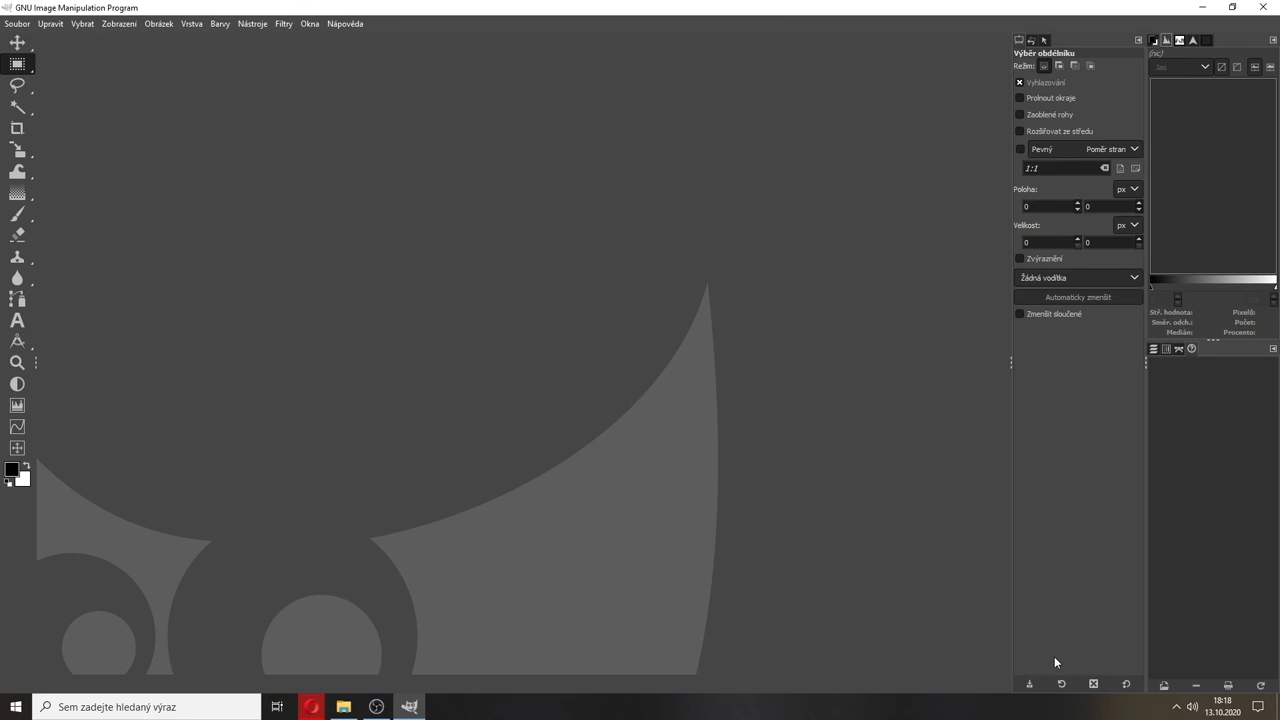 GNU Image Manipulation Program
Soubor Upravit Vybrat Zobrazení Obrázek Vrstva Barvy Nástroje Filtry Okna Nápověda
Výběr obdélníku
Režim:
Vyhlazování
Prolnout okraje
Zaoblené rohy
Rozšiřovat ze středu
Pevný Poměr stran
1:1
Poloha: px
0 0
Velikost: px
0 0
Zvýraznění
Žádná vodítka
Automaticky zmenšit
Zmenšit sloučené
(nic)
Jas
Stř. hodnota: Pixelů:
Směr. odch.: Počet:
Medián: Procento:
Sem zadejte hledaný výraz
18:18
13.10.2020